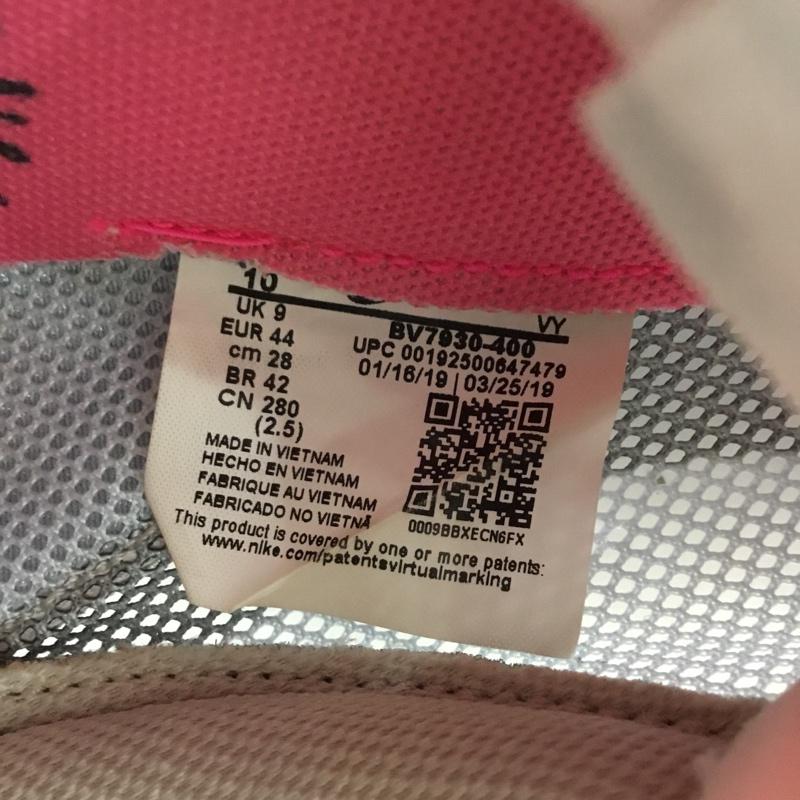 10
UK 9
EUR 44
cm 28
BR 42
CN 280
(2.5)
VY
BV7930-400
UPC 00192500647479
01/16/19 | 03/25/19
MADE IN VIETNAM
HECHO EN VIETNAM
FABRIQUE AU VIETNAM
FABRICADO NO VIETNÃ
0009BBXECN6FX
This product is covered by one or more patents:
www.nike.com/patentsvirtualmarking